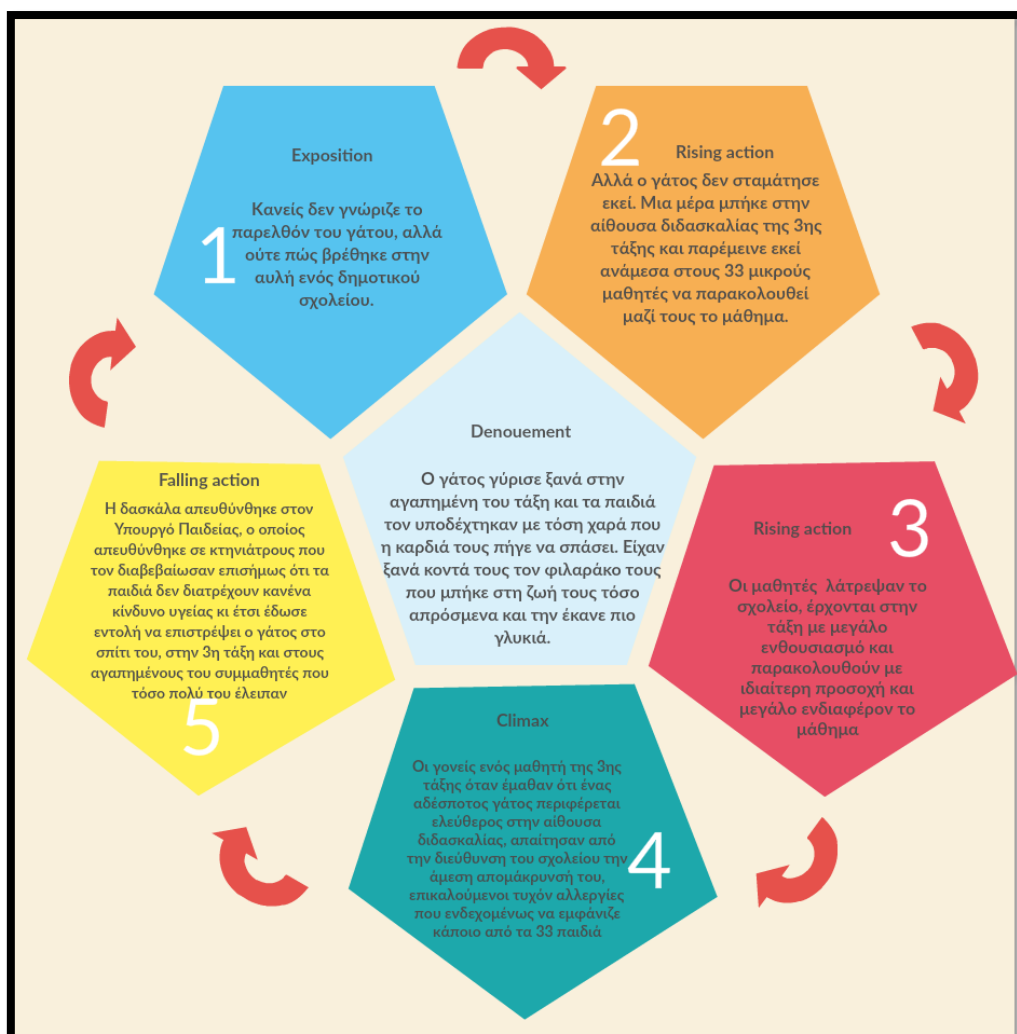 1
Exposition
Κανείς δεν γνώριζε το
παρελθόν του γάτου, αλλά
ούτε πώς βρέθηκε στην
αυλή ενός δημοτικού
σχολείου.
2
Rising action
Αλλά ο γάτος δεν σταμάτησε
εκεί. Μια μέρα μπήκε στην
αίθουσα διδασκαλίας της 3ης
τάξης και παρέμεινε εκεί
ανάμεσα στους 33 μικρούς
μαθητές να παρακολουθεί
μαζί τους το μάθημα.
3
Rising action
Οι μαθητές λάτρεψαν το
σχολείο, έρχονται στην
τάξη με μεγάλο
ενθουσιασμό και
παρακολουθούν με
ιδιαίτερη προσοχή και
μεγάλο ενδιαφέρον το
μάθημα
4
Climax
Οι γονείς ενός μαθητή της 3ης
τάξης όταν έμαθαν ότι ένας
αδέσποτος γάτος περιφέρεται
ελεύθερος στην αίθουσα
διδασκαλίας, απαίτησαν από
την διεύθυνση του σχολείου την
άμεση απομάκρυνσή του,
επικαλούμενοι τυχόν αλλεργίες
που ενδεχομένως να εμφάνιζε
κάποιο από τα 33 παιδιά
5
Falling action
Η δασκάλα απευθύνθηκε στον
Υπουργό Παιδείας, ο οποίος
απευθύνθηκε σε κτηνιάτρους που
τον διαβεβαίωσαν επισήμως ότι τα
παιδιά δεν διατρέχουν κανένα
κίνδυνο υγείας κι έτσι έδωσε
εντολή να επιστρέψει ο γάτος στο
σπίτι του, στην 3η τάξη και στους
αγαπημένους του συμμαθητές που
τόσο πολύ του έλειπαν
Denouement
Ο γάτος γύρισε ξανά στην
αγαπημένη του τάξη και τα παιδιά
τον υποδέχτηκαν με τόση χαρά που
η καρδιά τους πήγε να σπάσει. Είχαν
ξανά κοντά τους τον φιλαράκο τους
που μπήκε στη ζωή τους τόσο
απρόσμενα και την έκανε πιο
γλυκιά.